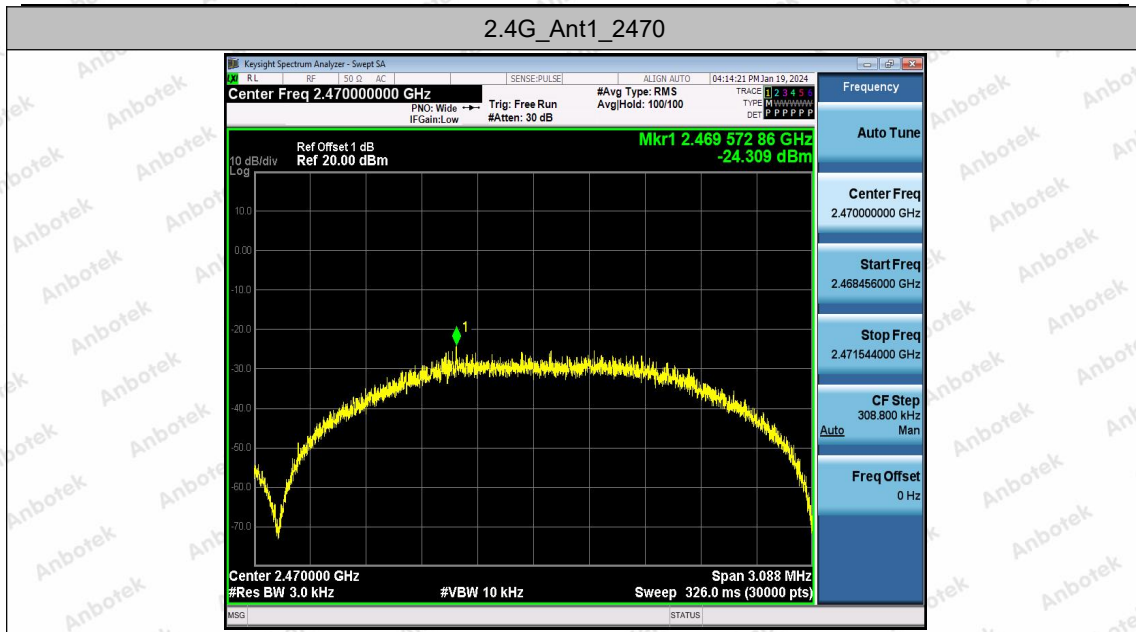 2.4G_Ant1_2470
Keysight Spectrum Analyzer - Swept SA
LXI RL RF 50 Ω AC SENSE:PULSE ALIGN AUTO 04:14:21 PM Jan 19, 2024
Center Freq 2.470000000 GHz
PNO: Wide
IFGain:Low
Trig: Free Run
#Atten: 30 dB
#Avg Type: RMS
Avg|Hold: 100/100
TRACE 1 2 3 4 5 6
TYPE M W W W W W
DET P P P P P P
Mkr1 2.469 572 86 GHz
-24.309 dBm
Ref Offset 1 dB
10 dB/div Ref 20.00 dBm
Log
10.0
0.00
-10.0
-20.0
-30.0
-40.0
-50.0
-60.0
-70.0
1
Center 2.470000 GHz
Span 3.088 MHz
#Res BW 3.0 kHz
#VBW 10 kHz
Sweep 326.0 ms (30000 pts)
MSG
STATUS
Frequency
Auto Tune
Center Freq
2.470000000 GHz
Start Freq
2.468456000 GHz
Stop Freq
2.471544000 GHz
CF Step
308.800 kHz
Auto Man
Freq Offset
0 Hz
Anbotek